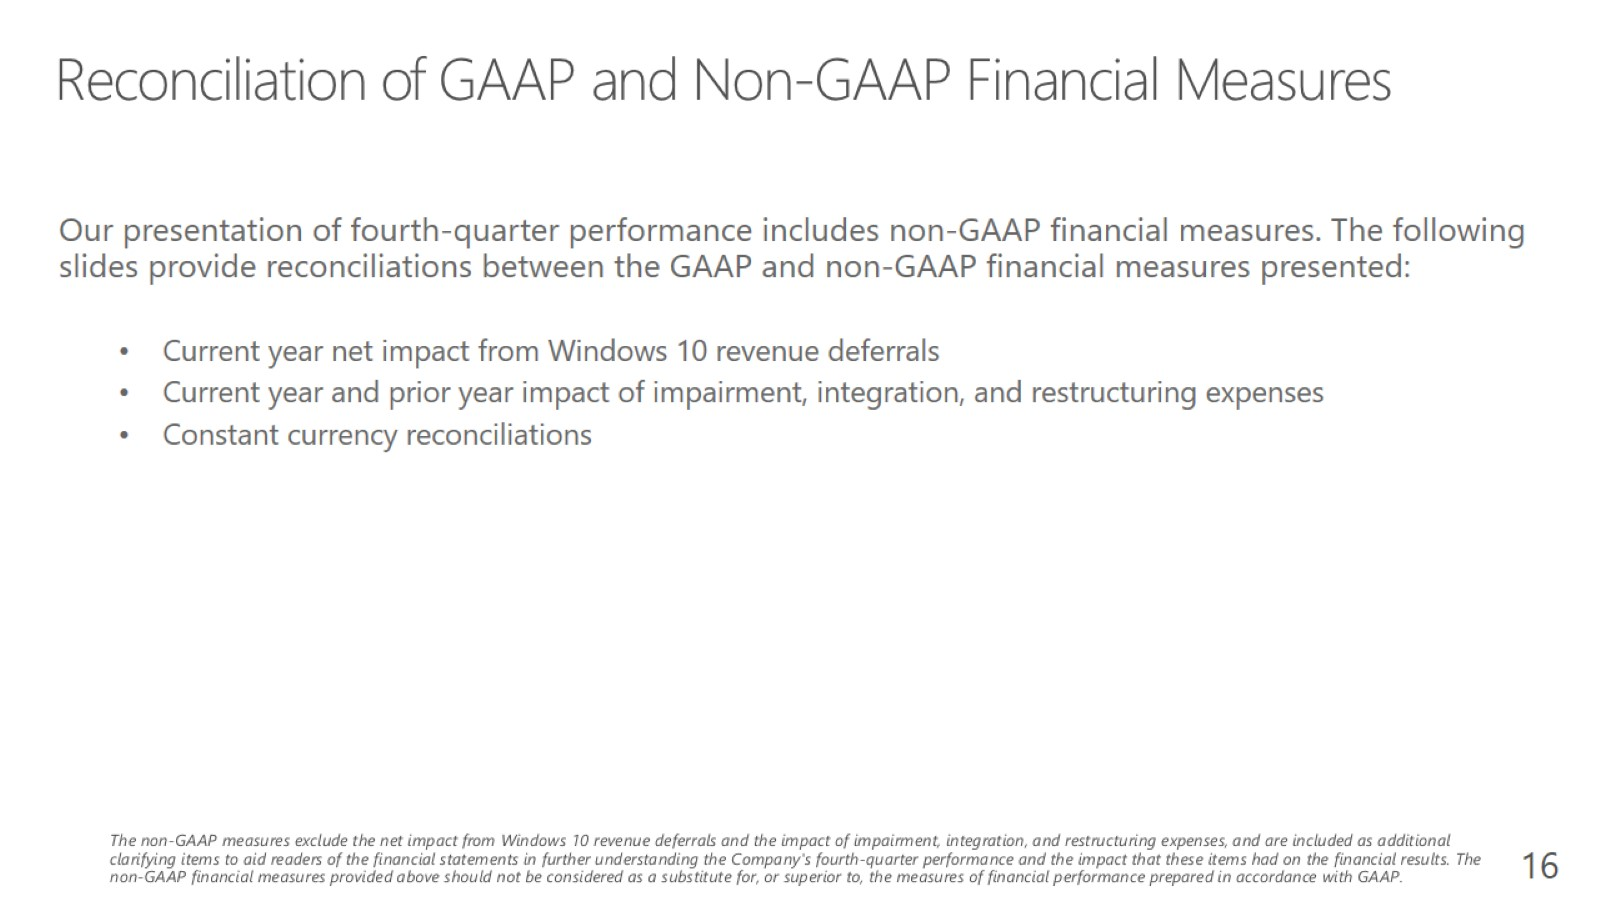 Reconciliation of GAAP and Non-GAAP Financial Measures
Our presentation of fourth-quarter performance includes non-GAAP financial measures. The following
slides provide reconciliations between the GAAP and non-GAAP financial measures presented:
• Current year net impact from Windows 10 revenue deferrals
• Current year and prior year impact of impairment, integration, and restructuring expenses
• Constant currency reconciliations
The non-GAAP measures exclude the net impact from Windows 10 revenue deferrals and the impact of impairment, integration, and restructuring expenses, and are included as additional
clarifying items to aid readers of the financial statements in further understanding the Company's fourth-quarter performance and the impact that these items had on the financial results. The
non-GAAP financial measures provided above should not be considered as a substitute for, or superior to, the measures of financial performance prepared in accordance with GAAP.
16